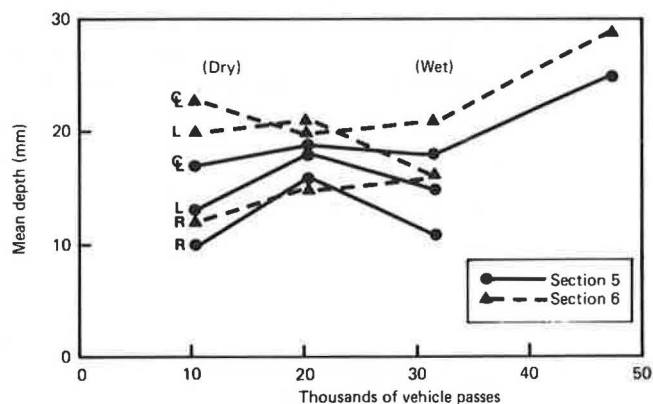 30
(Dry)
(Wet)
℄
L
20
℄
L
R
R
10
0
Mean depth (mm)
Section 5
Section 6
0
10
20
30
40
50
Thousands of vehicle passes